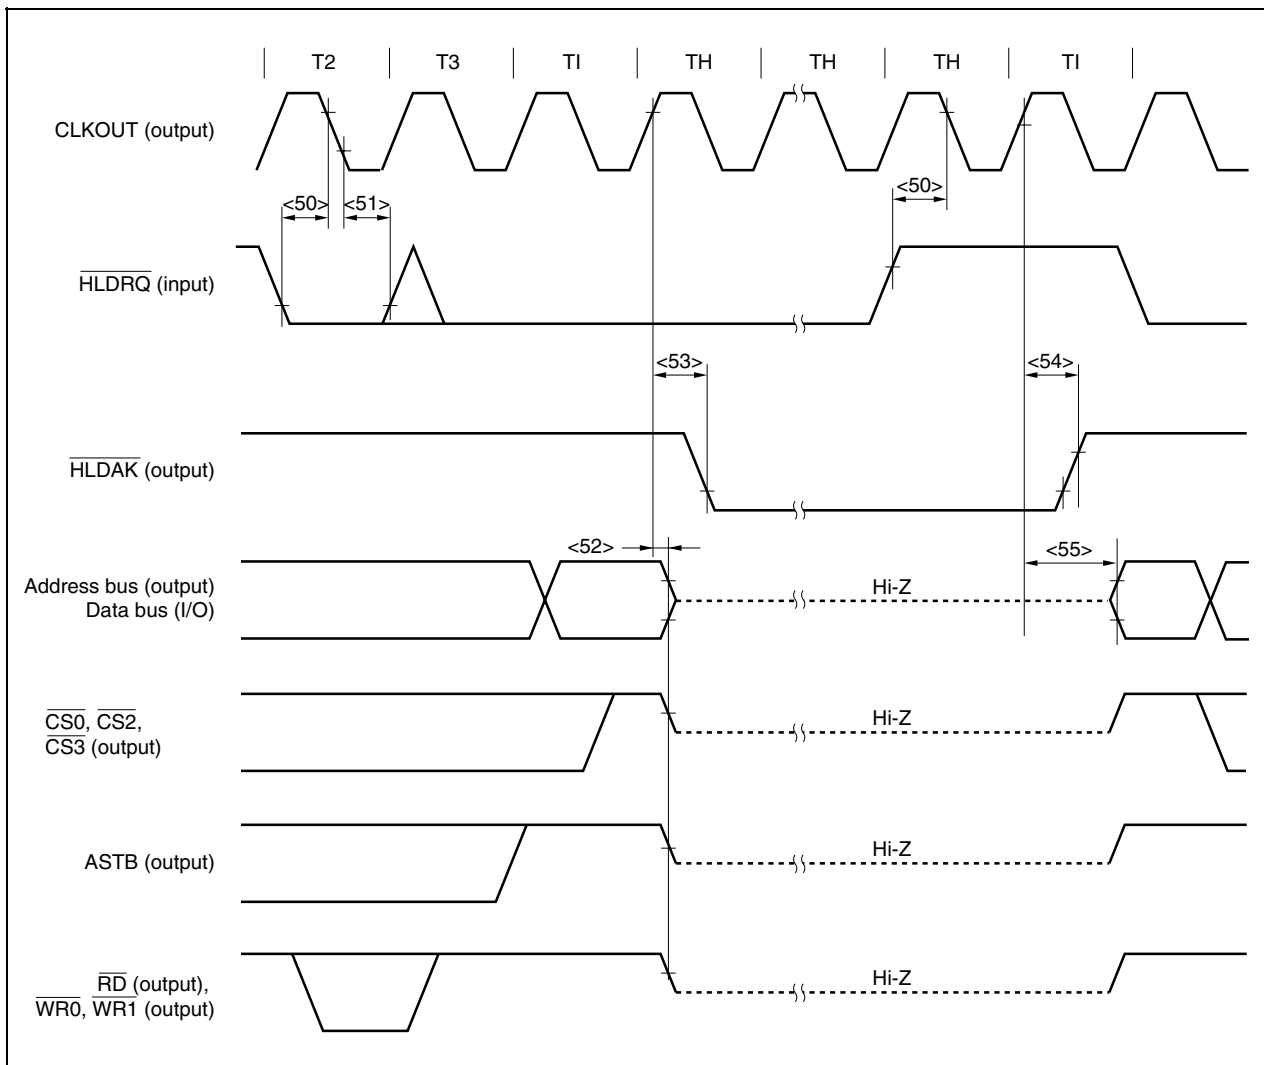 T2 T3 TI TH TH TH TI
CLKOUT (output)
<50> <51> <50>
HLDRQ (input)
<53> <54>
HLDAK (output)
<52> <55>
Address bus (output)
Data bus (I/O)
Hi-Z
CS0, CS2,
CS3 (output)
Hi-Z
ASTB (output)
Hi-Z
RD (output),
WR0, WR1 (output)
Hi-Z